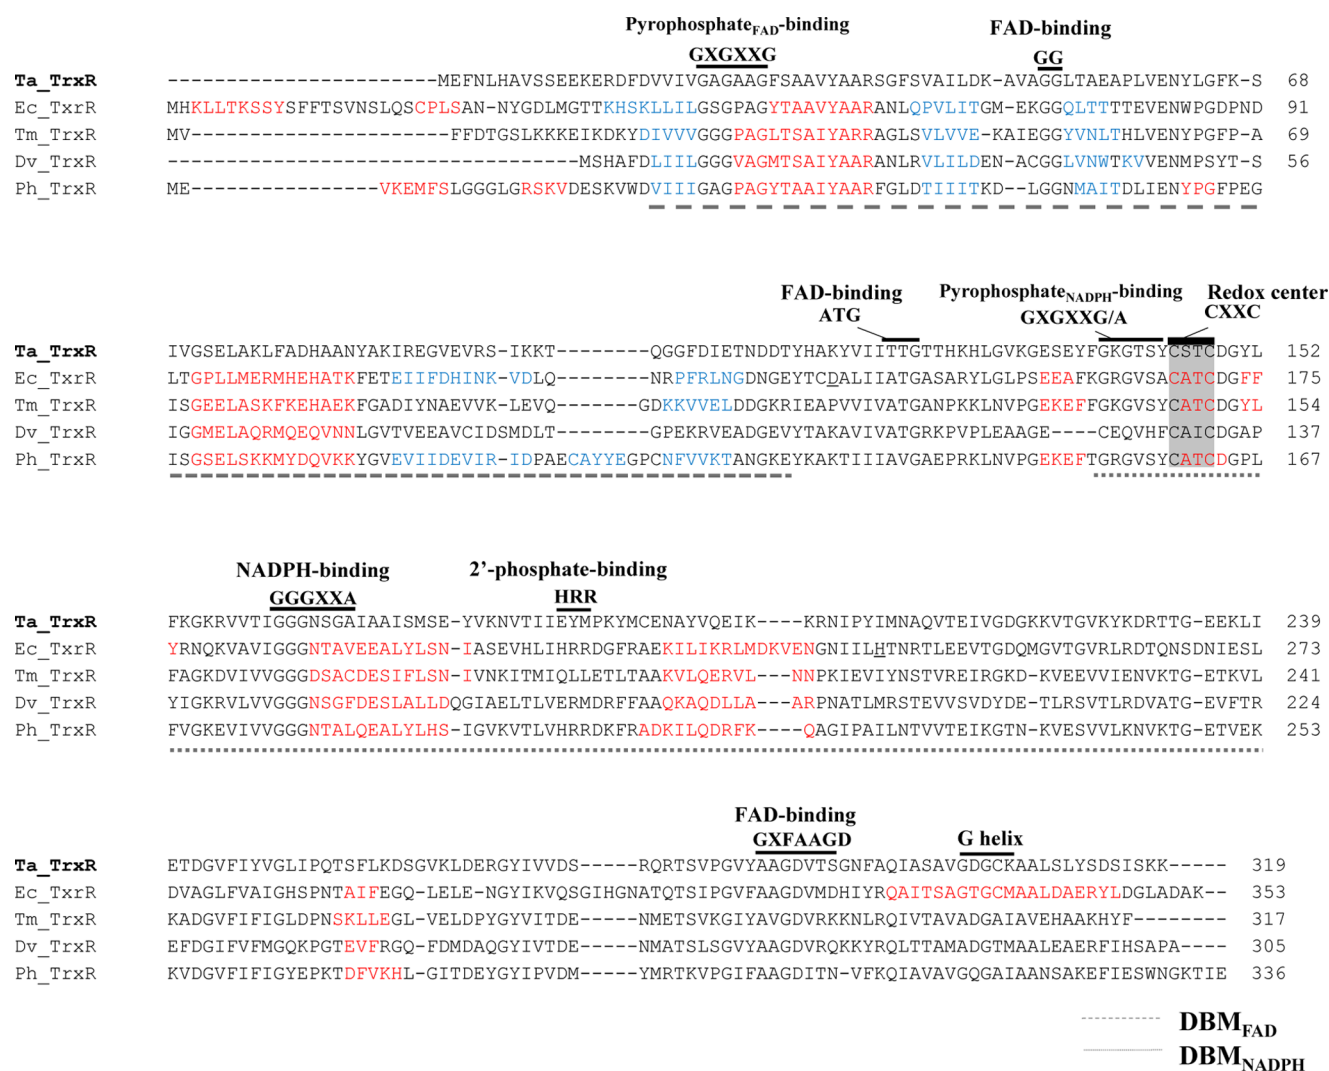 Pyrophosphate_FAD-binding FAD-binding
GXGXXG GG
Ta_TrxR -----------------------MEFNLHAVSSEEKERDFDVVIVGAGAAGFSAAVYAARSGFSVAILDK-AVAGGLTAEAPLVENYLGFK-S 68
Ec_TxrR MHKLLTKSSYSFFTSVNSLQSCPLSAN-NYGDLMGTTKHSKLLILGSGPAGYTAAVYAARANLQPVLITGM-EKGGQLTTTTEVENWPGDPND 91
Tm_TrxR MV----------------------FFDTGSLKKKEIKDKYDIVVVGGGPAGLTSAIYARRAGLSVLVVE-KAIEGGYVNLTHLVENYPGFP-A 69
Dv_TrxR -----------------------------------MSHAFDLIILGGGVAGMTSAIYAARANLRVLILDEN-ACGGLVNWTKVVENMPSYT-S 56
Ph_TrxR ME----------------VKEMFSLGGGLGRSKVDESKVWDVIIIGAGPAGYTAAIYAARFGLDTIIITKD--LGGNMAITDLIENYPGFPEG
FAD-binding Pyrophosphate_NADPH-binding Redox center
ATG GXGXXG/A CXXC
Ta_TrxR IVGSELAKLFADHAANYAKIREGVEVRS-IKKT--------QGGFDIETNDDTYHAKYVIITTGTTHKHLGVKGESEYFGKGTSYCSTCDGYL 152
Ec_TxrR LTGPLLMERMHEHATKFETEIIFDHINK-VDLQ--------NRPFRLNGDNGEYTCDALIIATGASARYLGLPSEEAFKGRGVSACATCDGFF 175
Tm_TrxR ISGEELASKFKEHAEKFGADIYNAEVVK-LEVQ-------GDKKVVELDDGKRIEAPVVIVATGANPKKLNVPGEKEFFGKGVSYCATCDGYL 154
Dv_TrxR IGGMELAQRMQEQVNNLGVTVEEAVCIDSMDLT-------GPEKRVEADGEVYTAKAVIVATGRKPVPLEAAGE----CEQVHFCAICDGAP 137
Ph_TrxR ISGSELSKKMYDQVKKYGVEVIIDEVIR-IDPAECAYYEGPCNFVVKTANGKEYKAKTIIIAVGAEPRKLNVPGEKEFTGRGVSYCATCDGPL 167
NADPH-binding 2’-phosphate-binding
GGGXXA HRR
Ta_TrxR FKGKRVVTIGGGNSGAIAAISMSE-YVKNVTIIEYMPKYMCENAYVQEIK----KRNIPYIMNAQVTEIVGDGKKVTGVKYKDRTTG-EEKLI 239
Ec_TxrR YRNQKVAVIGGGNTAVEEALYLSN-IASEVHLIHRRDGFRAEKILIKRLMDKVENGNIILHTNRTLEEVTGDQMGVTGVRLRDTQNSDNIESL 273
Tm_TrxR FAGKDVIVVGGGDSACDESIFLSN-IVNKITMIQLLETLTAAKVLQERVL---NNPKIEVIYNSTVREIRGKD-KVEEVVIENVKTG-ETKVL 241
Dv_TrxR YIGKRVLVVGGGNSGFDESLALLDQGIAELTLVERMDRFFAAQKAQDLLA---ARPNATLMRSTEVVSVDYDE-TLRSVTLRDVATG-EVFTR 224
Ph_TrxR FVGKEVIVVGGGNTALQEALYLHS-IGVKVTLVHRRDKFRADKILQDRFK----QAGIPAILNTVVTEIKGTN-KVESVVLKNVKTG-ETVEK 253
FAD-binding G helix
GXFAAGD
Ta_TrxR ETDGVFIYVGLIPQTSFLKDSGVKLDERGYIVVDS-----RQRTSVPGVYAAGDVTSGNFAQIASAVGDGCKAALSLYSDSISKK----- 319
Ec_TxrR DVAGLFVAIGHSPNTAIFEGQ-LELE-NGYIKVQSGIHGNATQTSIPGVFAAGDVMDHIYRQAITSAGTGCMAALDAERYLDGLADAK-- 353
Tm_TrxR KADGVFIFIGLDPNSKLLEGL-VELDPYGYVITDE-----NMETSVKGIYAVGDVRKKNLRQIVTAVADGAIAVEHAAKHYF-------- 317
Dv_TrxR EFDGIFVFMGQKPGTEVFRGQ-FDMDAQGYIVTDE-----NMATSLSGVYAAGDVRQKKYRQLTTAMADGTMAALEAERFIHSAPA---- 305
Ph_TrxR KVDGVFIFIGYEPKTDFVKHL-GITDEYGYIPVDM-----YMRTKVPGIFAAGDITN-VFKQIAVAVGQGAIAANSAKEFIESWNGKTIE 336
DBM_FAD
DBM_NADPH